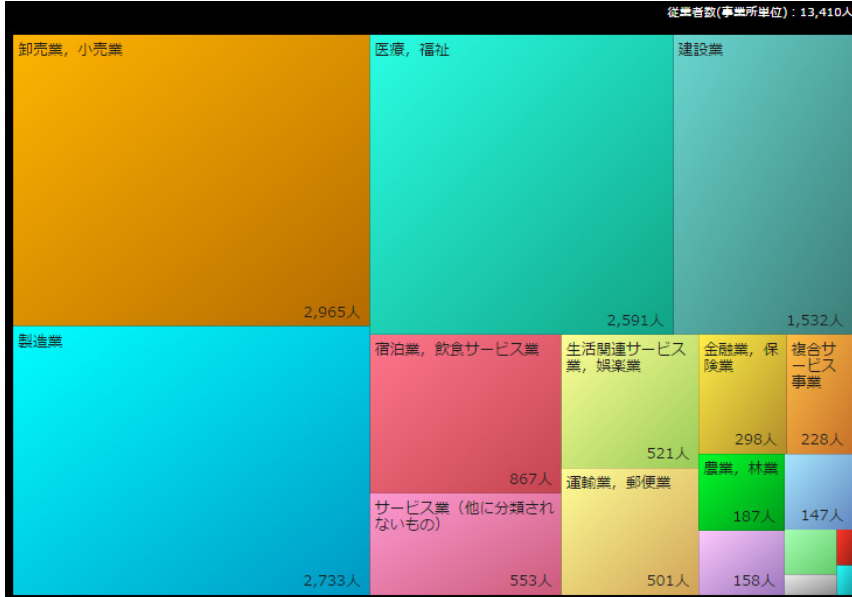 従業者数(事業所単位) : 13,410人
卸売業, 小売業
2,965人
製造業
2,733人
医療, 福祉
2,591人
建設業
1,532人
宿泊業, 飲食サービス業
867人
サービス業（他に分類され
ないもの）
553人
生活関連サービス
業, 娯楽業
521人
運輸業, 郵便業
501人
金融業, 保
険業
298人
複合サ
ービス
事業
228人
農業, 林業
187人
147人
158人